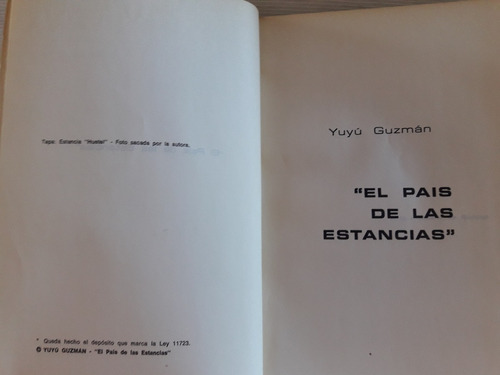 Tapa: Estancia "Huetel" - Foto sacada por la autora.
* Queda hecho el depósito que marca la Ley 11723.
© YUYÚ GUZMÁN - "El País de las Estancias"
Yuyú Guzmán
"EL PAIS
DE LAS
ESTANCIAS"